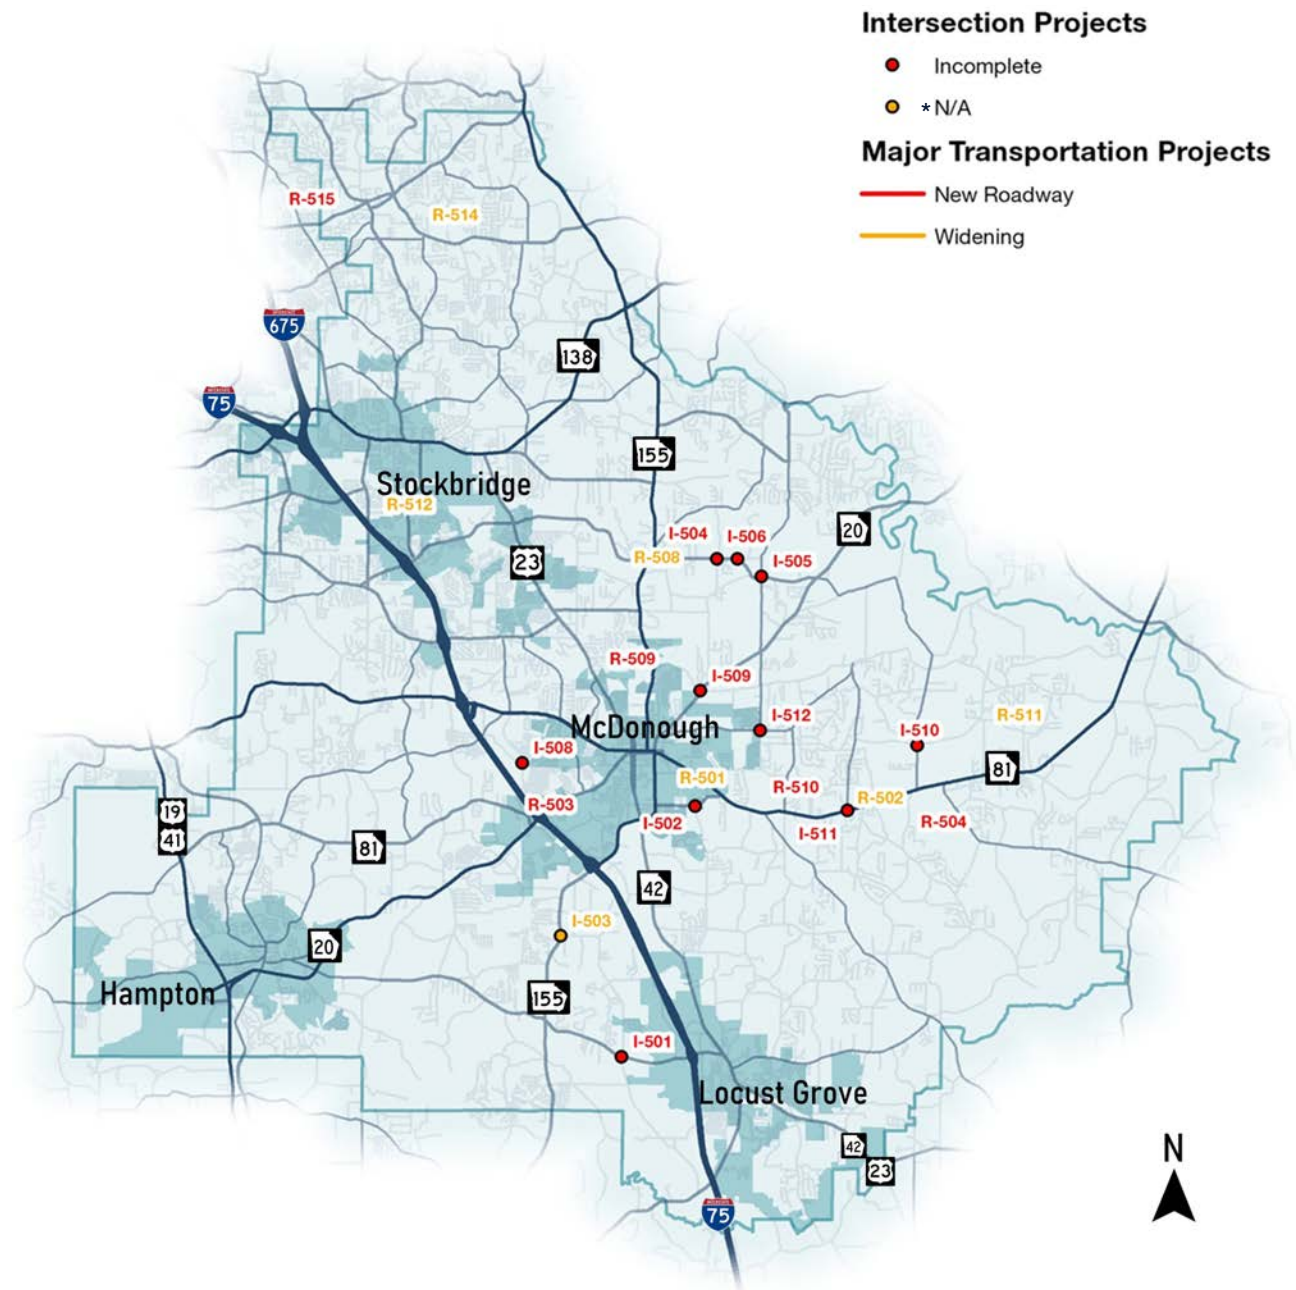 Intersection Projects
Incomplete
* N/A
Major Transportation Projects
New Roadway
Widening
R-515
R-514
675
138
75
155
Stockbridge
R-512
20
I-504 I-506
R-508
I-505
23
R-509
I-509
McDonough
I-512
R-511
I-510
I-508
81
R-501
R-510
R-502
R-503
19
41
I-502
I-511
R-504
81
42
I-503
20
Hampton
155
I-501
Locust Grove
42
23
N
75